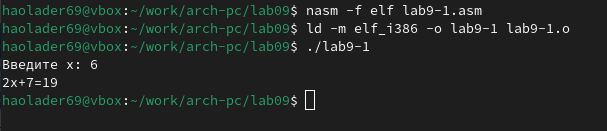 haolader69@vbox:~/work/arch-pc/lab09$ nasm -f elf lab9-1.asm
haolader69@vbox:~/work/arch-pc/lab09$ ld -m elf_i386 -o lab9-1 lab9-1.o
haolader69@vbox:~/work/arch-pc/lab09$ ./lab9-1
Введите x: 6
2x+7=19
haolader69@vbox:~/work/arch-pc/lab09$